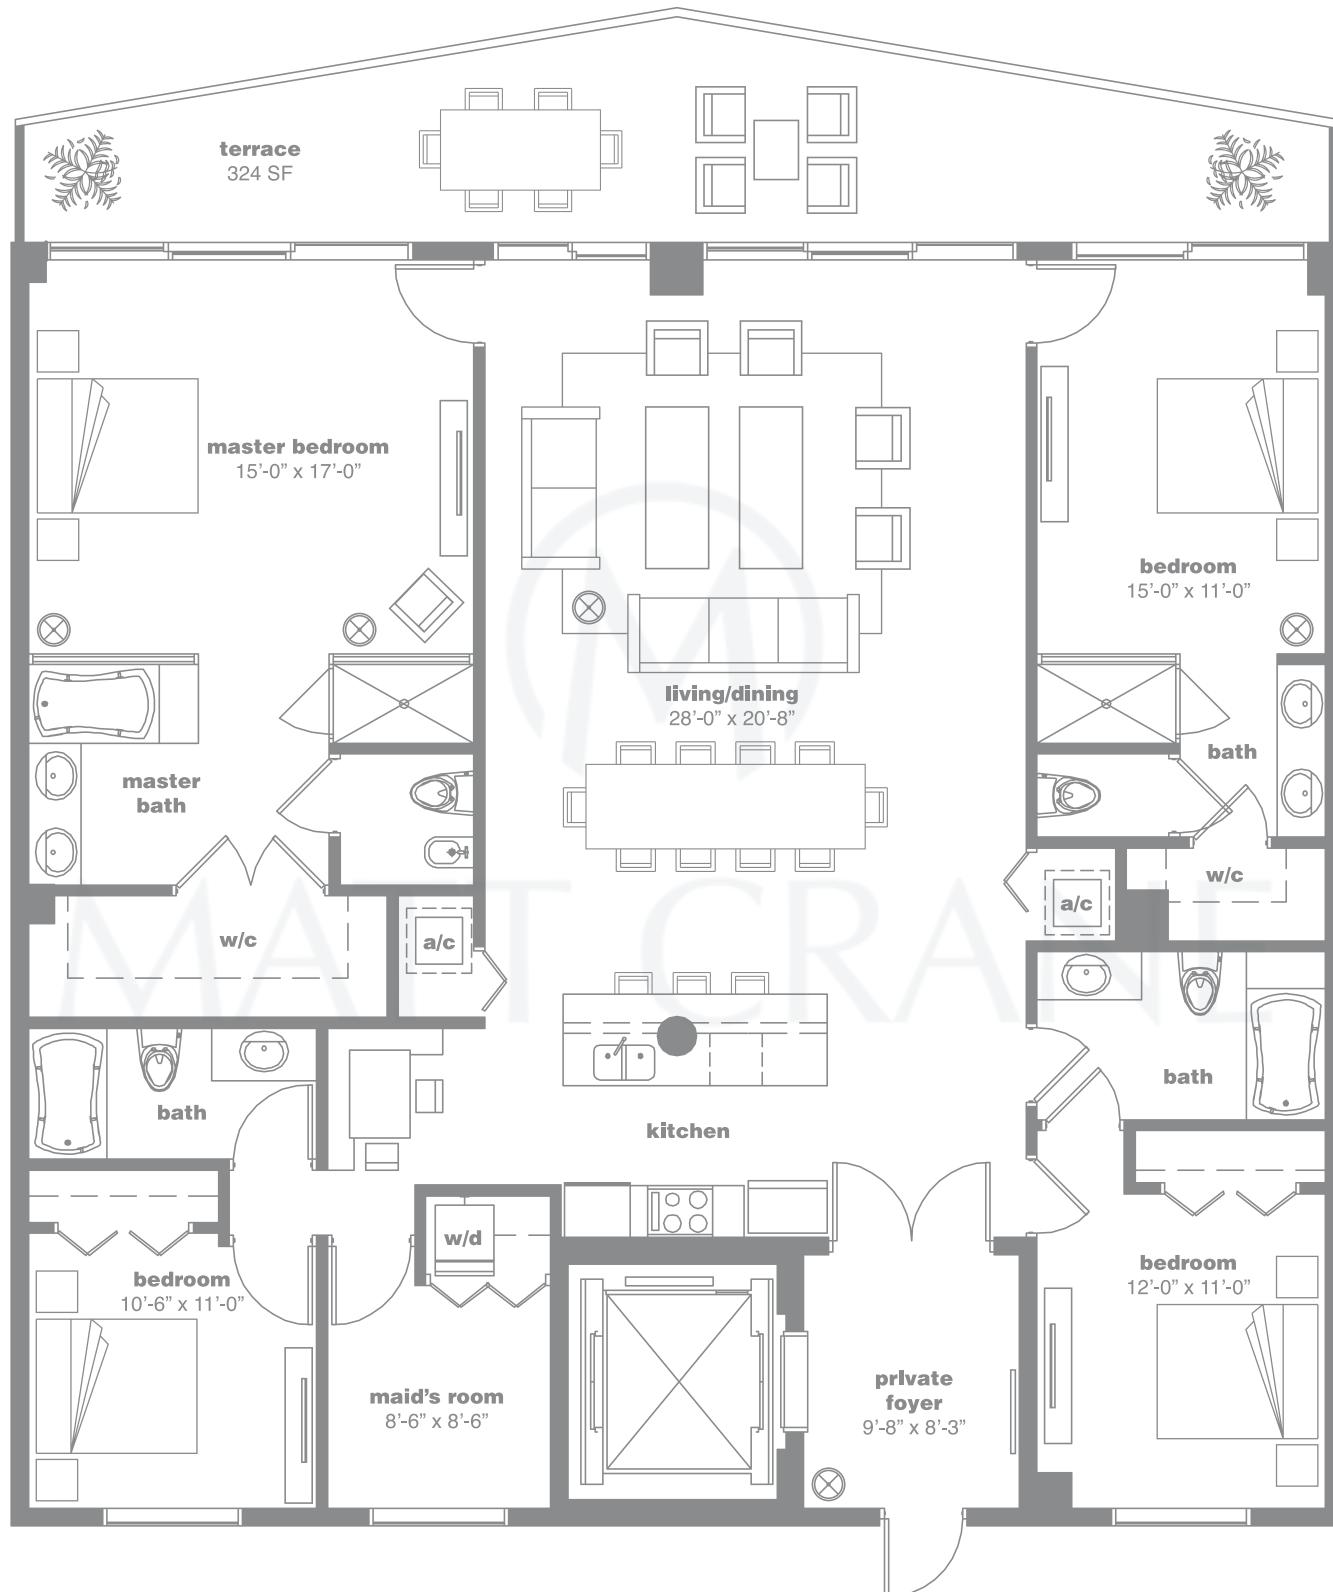 terrace
324 SF
master bedroom
15'-0" x 17'-0"
bedroom
15'-0" x 11'-0"
living/dining
28'-0" x 20'-8"
master
bath
bath
w/c
a/c
w/c
a/c
MATT CRANE
bath
bath
kitchen
w/d
bedroom
10'-6" x 11'-0"
bedroom
12'-0" x 11'-0"
maid's room
8'-6" x 8'-6"
private
foyer
9'-8" x 8'-3"